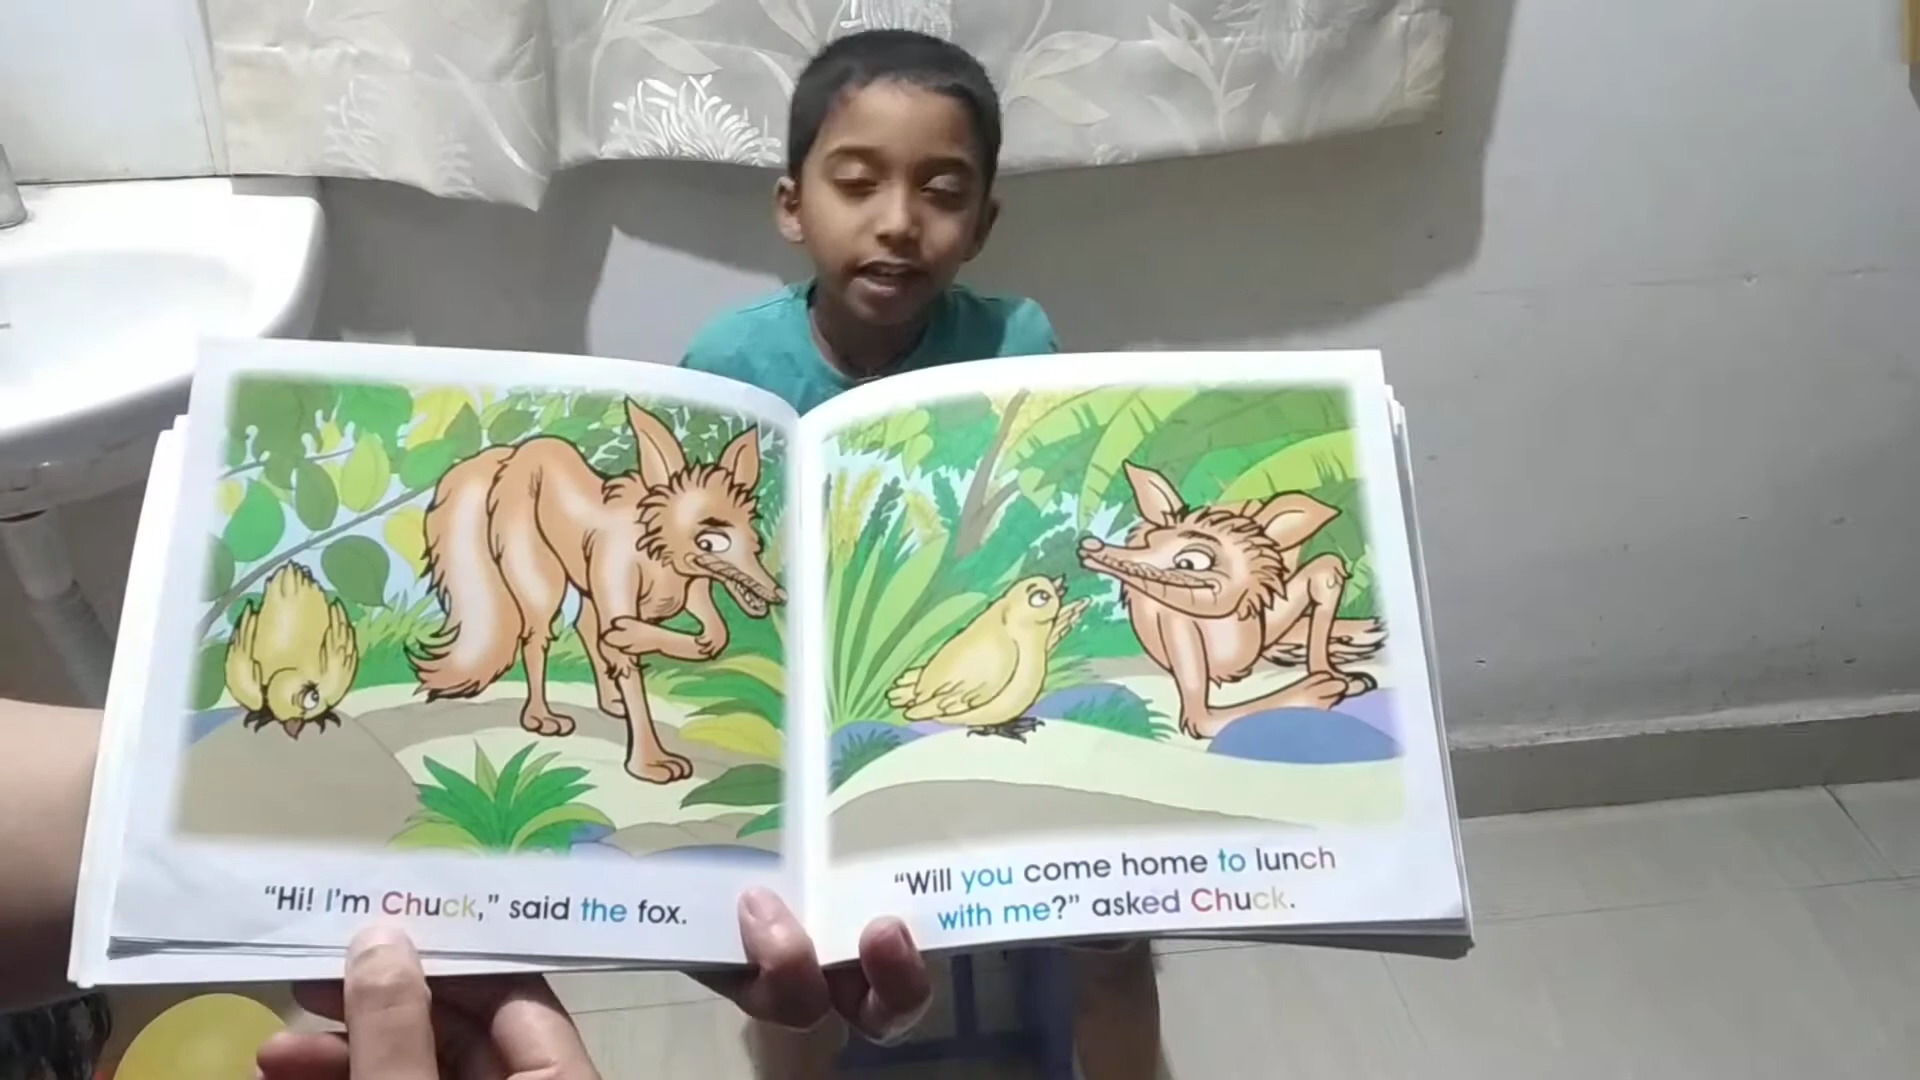 “Hi! I’m Chuck,” said the fox.
“Will you come home to lunch
with me?” asked Chuck.